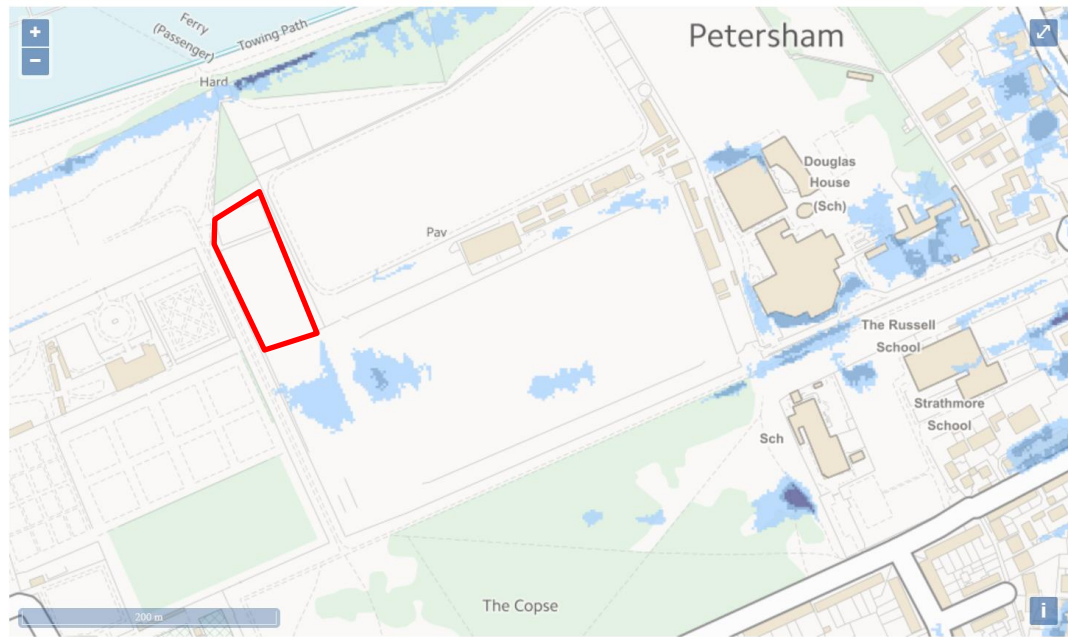 +
−
Ferry
(Passenger)
Towing Path
Hard
Petersham
Douglas
House
(Sch)
Pav
The Russell
School
Strathmore
School
Sch
The Copse
200 m
i